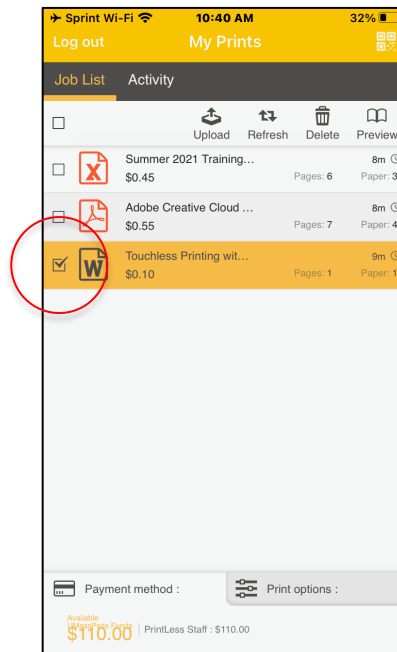 Sprint Wi-Fi 10:40 AM 32%
Log out My Prints
Job List Activity
Upload Refresh Delete Preview
Summer 2021 Training... 8m
$0.45 Pages: 6 Paper: 3
Adobe Creative Cloud ... 8m
$0.55 Pages: 7 Paper: 4
Touchless Printing wit... 9m
$0.10 Pages: 1 Paper: 1
Payment method : Print options :
Available
UMassPass Funds
$110.00 PrintLess Staff : $110.00